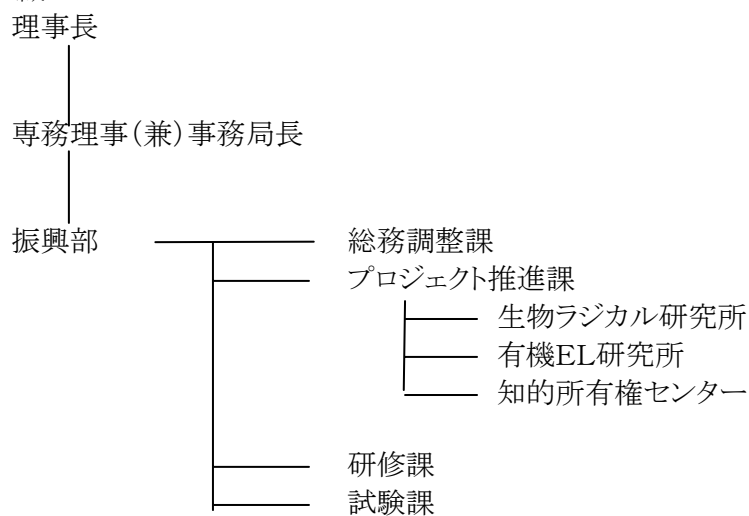 理事長
専務理事(兼)事務局長
振興部
総務調整課
プロジェクト推進課
生物ラジカル研究所
有機EL研究所
知的所有権センター
研修課
試験課